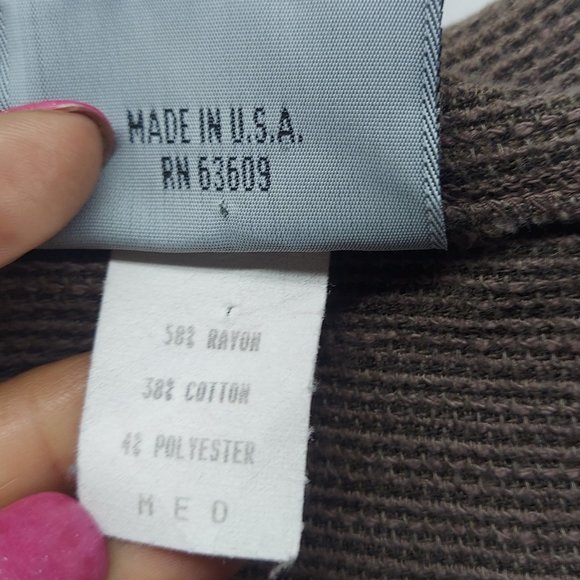 MADE IN U.S.A.
RN 63609
58% RAYON
38% COTTON
4% POLYESTER
MED